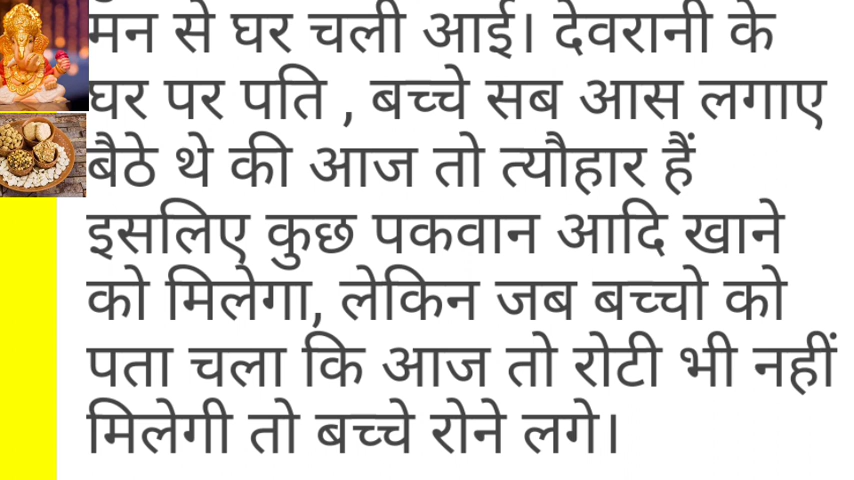 मन से घर चली आई। देवरानी के
घर पर पति , बच्चे सब आस लगाए
बैठे थे की आज तो त्यौहार हैं
इसलिए कुछ पकवान आदि खाने
को मिलेगा, लेकिन जब बच्चो को
पता चला कि आज तो रोटी भी नहीं
मिलेगी तो बच्चे रोने लगे।